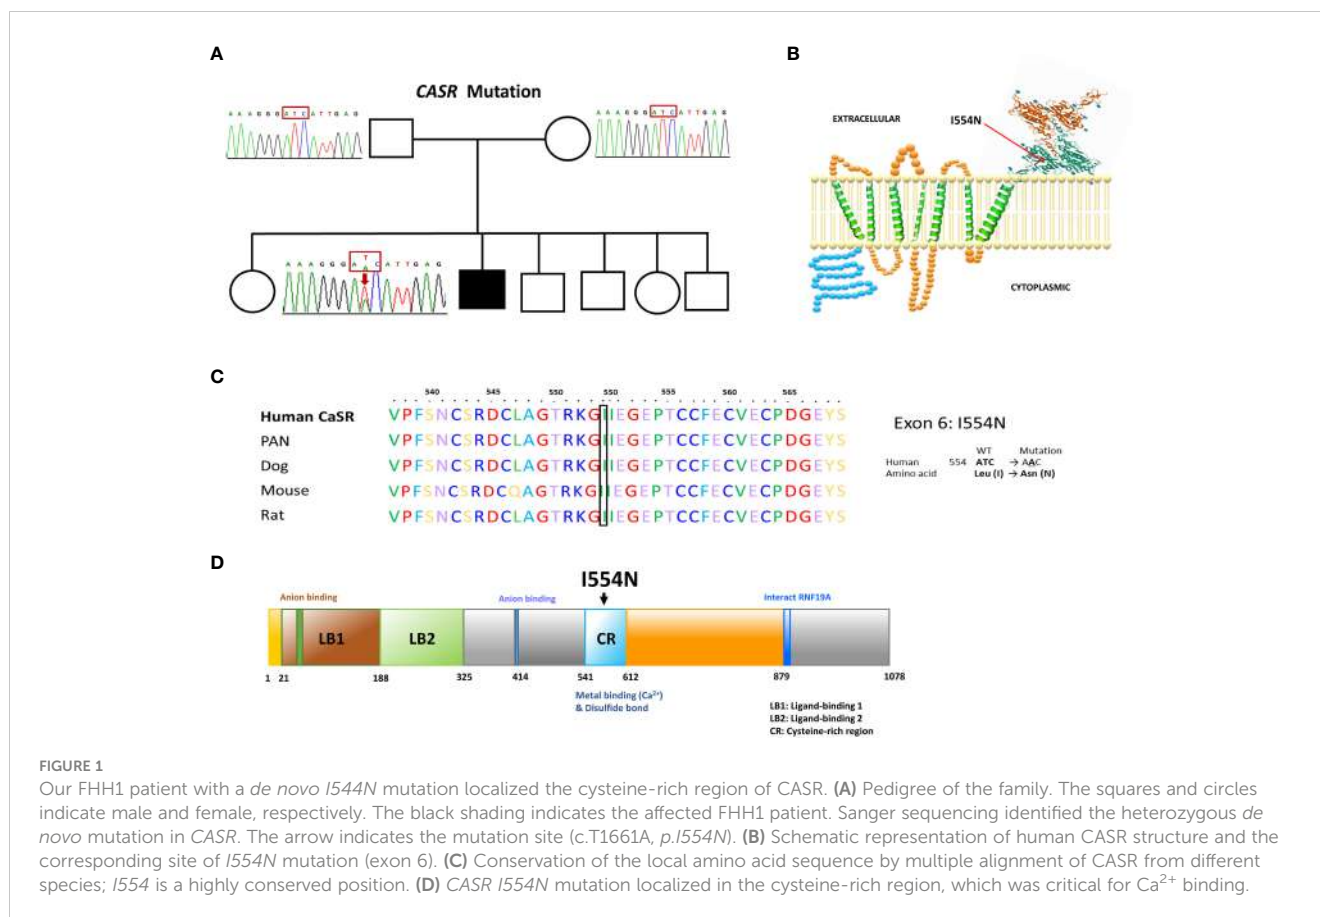 A
CASR Mutation
A A A G G G A T C A T T G A G
A A A G G G A T C A T T G A G
T
A A A G G G A A C A T T G A G
B
EXTRACELLULAR
I554N
CYTOPLASMIC
C
540 545 550 550 555 560 565
Human CaSR VPFSNCSRDCLAGTRKGIIEGEPTCCFECVECPDGEYS
PAN VPFSNCSRDCLAGTRKGIIEGEPTCCFECVECPDGEYS
Dog VPFSNCSRDCLAGTRKGIIEGEPTCCFECVECPDGEYS
Mouse VPFSNCSRDCQAGTRKGIIEGEPTCCFECVECPDGEYS
Rat VPFSNCSRDCLAGTRKGIIEGEPTCCFECVECPDGEYS
Exon 6: I554N
WT Mutation
Human 554 ATC → AAC
Amino acid Leu (I) → Asn (N)
D
I554N
Anion binding Anion binding Interact RNF19A
LB1 LB2 CR
1 21 188 325 414 541 612 879 1078
Metal binding (Ca²⁺)
& Disulfide bond
LB1: Ligand-binding 1
LB2: Ligand-binding 2
CR: Cysteine-rich region
FIGURE 1
Our FHH1 patient with a de novo I544N mutation localized the cysteine-rich region of CASR. (A) Pedigree of the family. The squares and circles
indicate male and female, respectively. The black shading indicates the affected FHH1 patient. Sanger sequencing identified the heterozygous de
novo mutation in CASR. The arrow indicates the mutation site (c.T1661A, p.I554N). (B) Schematic representation of human CASR structure and the
corresponding site of I554N mutation (exon 6). (C) Conservation of the local amino acid sequence by multiple alignment of CASR from different
species; I554 is a highly conserved position. (D) CASR I554N mutation localized in the cysteine-rich region, which was critical for Ca²⁺ binding.